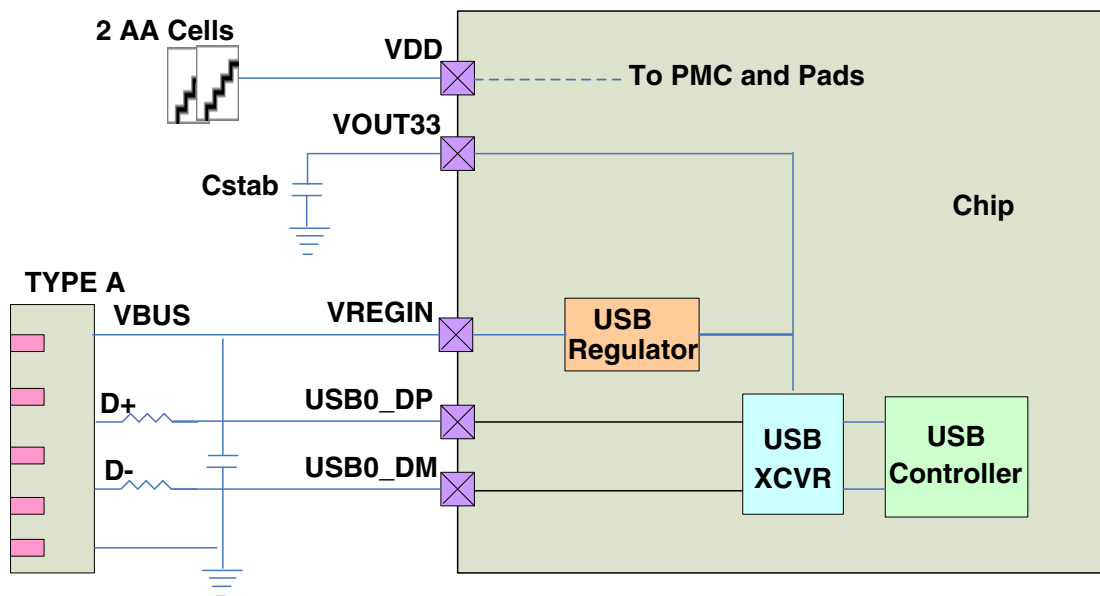 2 AA Cells
VDD
To PMC and Pads
VOUT33
Cstab
Chip
TYPE A
VBUS
VREGIN
USB
Regulator
D+
USB0_DP
D-
USB0_DM
USB
XCVR
USB
Controller